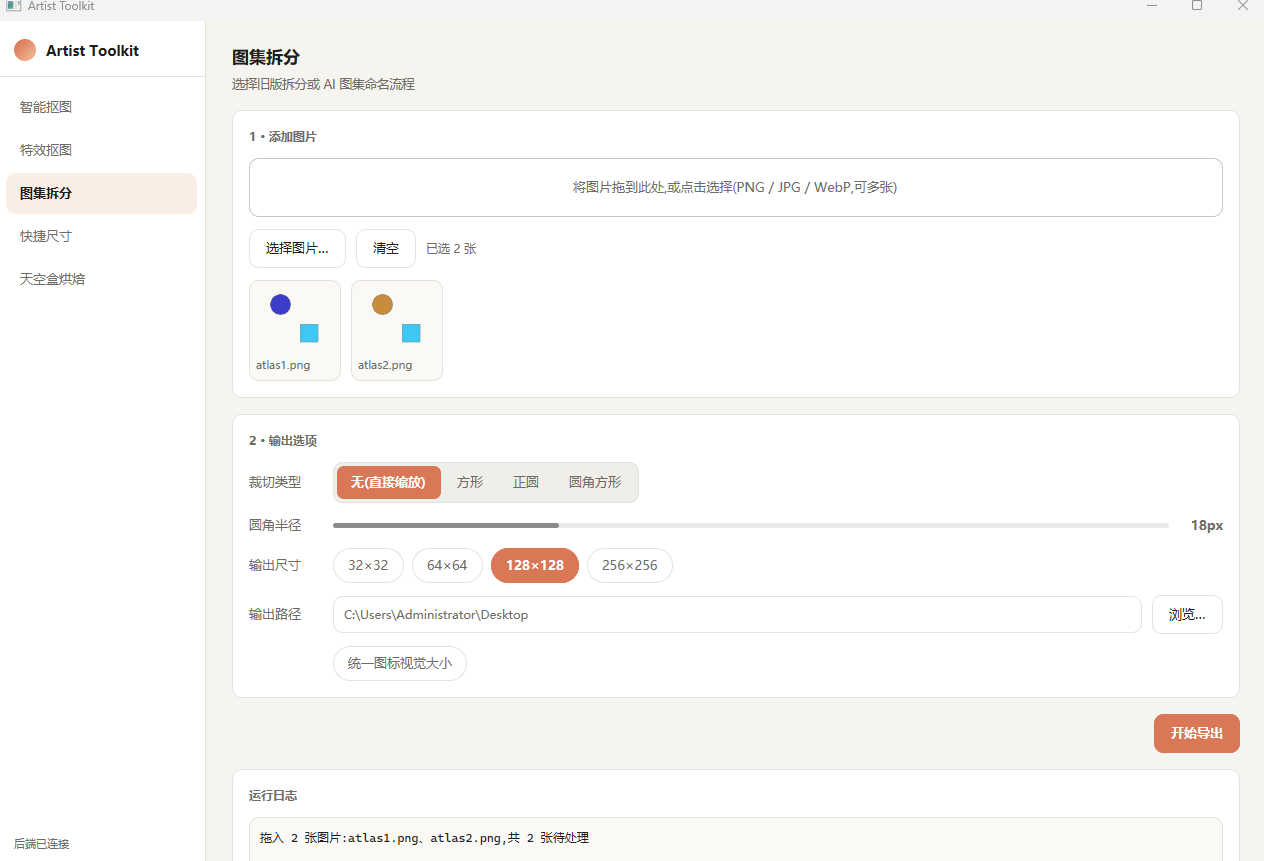 Artist Toolkit
Artist Toolkit
智能抠图
特效抠图
图集拆分
快捷尺寸
天空盒烘焙
后端已连接
图集拆分
选择旧版拆分或 AI 图集命名流程
1 · 添加图片
将图片拖到此处,或点击选择(PNG / JPG / WebP,可多张)
选择图片... 清空 已选 2 张
atlas1.png atlas2.png
2 · 输出选项
裁切类型 无(直接缩放) 方形 正圆 圆角方形
圆角半径 18px
输出尺寸 32×32 64×64 128×128 256×256
输出路径 C:\Users\Administrator\Desktop 浏览...
统一图标视觉大小
开始导出
运行日志
拖入 2 张图片:atlas1.png、atlas2.png,共 2 张待处理